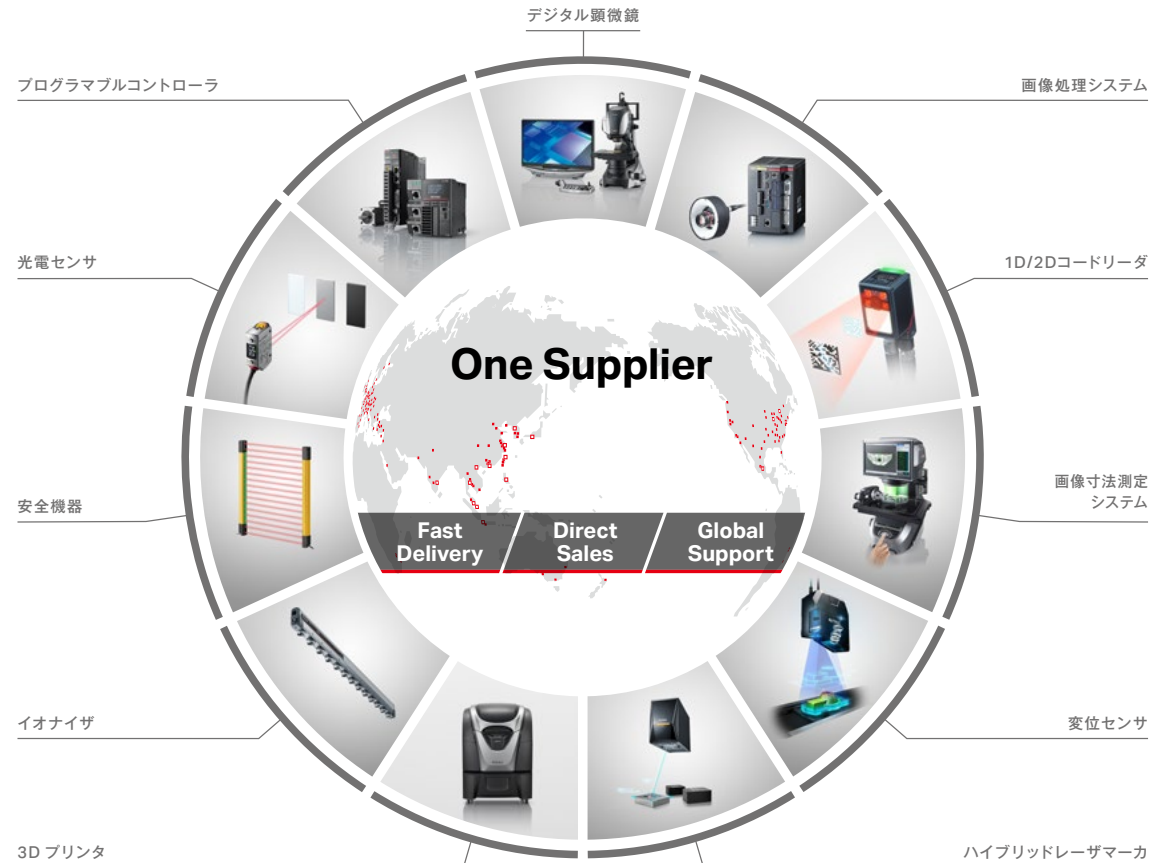 デジタル顕微鏡
プログラマブルコントローラ
画像処理システム
光電センサ
1D/2Dコードリーダ
One Supplier
安全機器
画像寸法測定
システム
Fast
Delivery
Direct
Sales
Global
Support
イオナイザ
変位センサ
3D プリンタ
ハイブリッドレーザマーカ